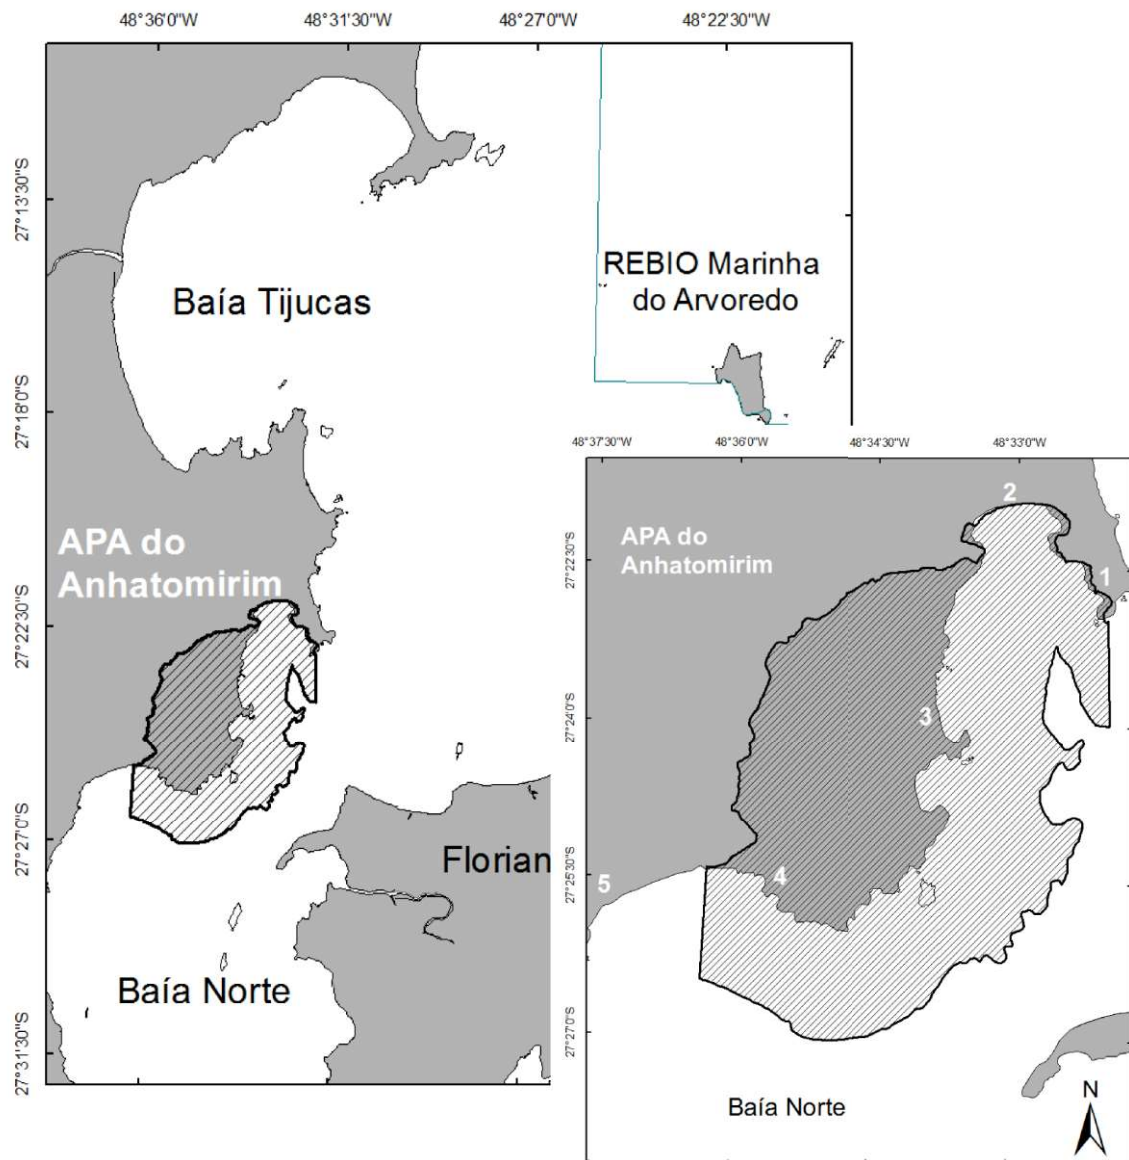 48°36'0"W
48°31'30"W
48°27'0"W
48°22'30"W
27°13'30"S
27°18'0"S
27°22'30"S
27°27'0"S
27°31'30"S
Baía Tijucas
REBIO Marinha
do Arvoredo
APA do
Anhatomirim
Florian
Baía Norte
48°37'30"W
48°36'0"W
48°34'30"W
48°33'0"W
27°22'30"S
27°24'0"S
27°25'30"S
27°27'0"S
APA do
Anhatomirim
2
1
3
4
5
Baía Norte
N